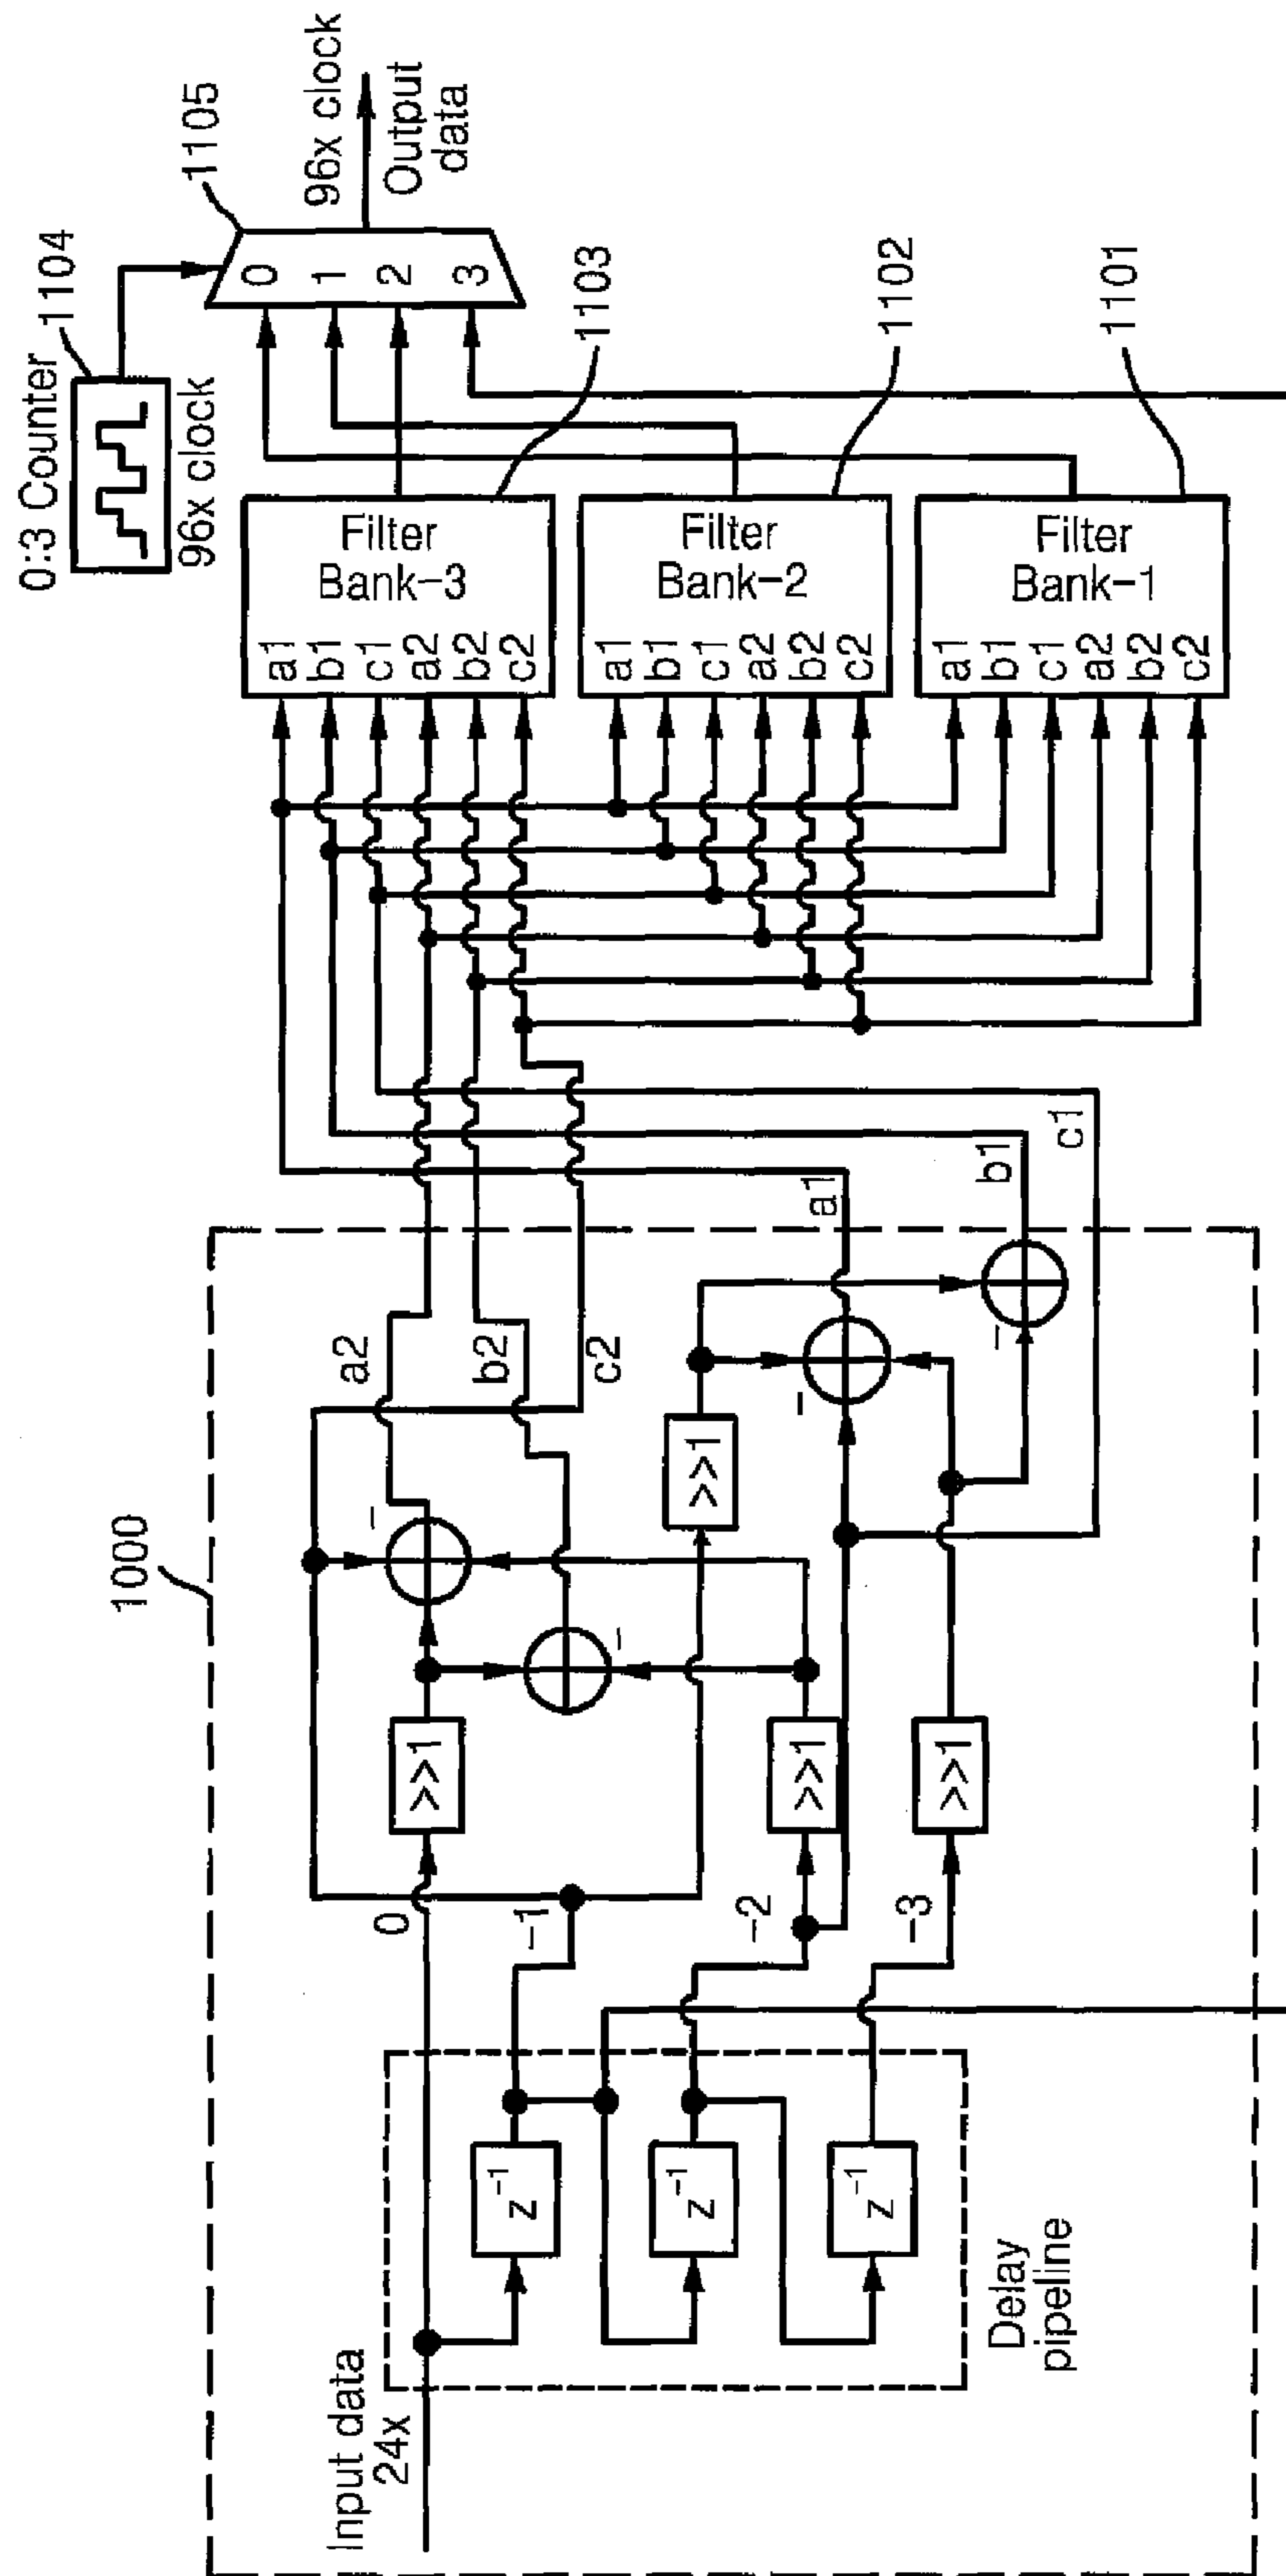 Input data
24x
z⁻¹
z⁻¹
z⁻¹
Delay
pipeline
1000
0
-1
-2
-3
>>1
>>1
>>1
>>1
−
−
−
−
a2
b2
c2
a1
b1
c1
a1
b1
c1
a2
b2
c2
Filter
Bank-3
a1
b1
c1
a2
b2
c2
Filter
Bank-2
a1
b1
c1
a2
b2
c2
Filter
Bank-1
1103
1102
1101
0:3 Counter
1104
96x clock
0
1
2
3
1105
96x clock
Output
data